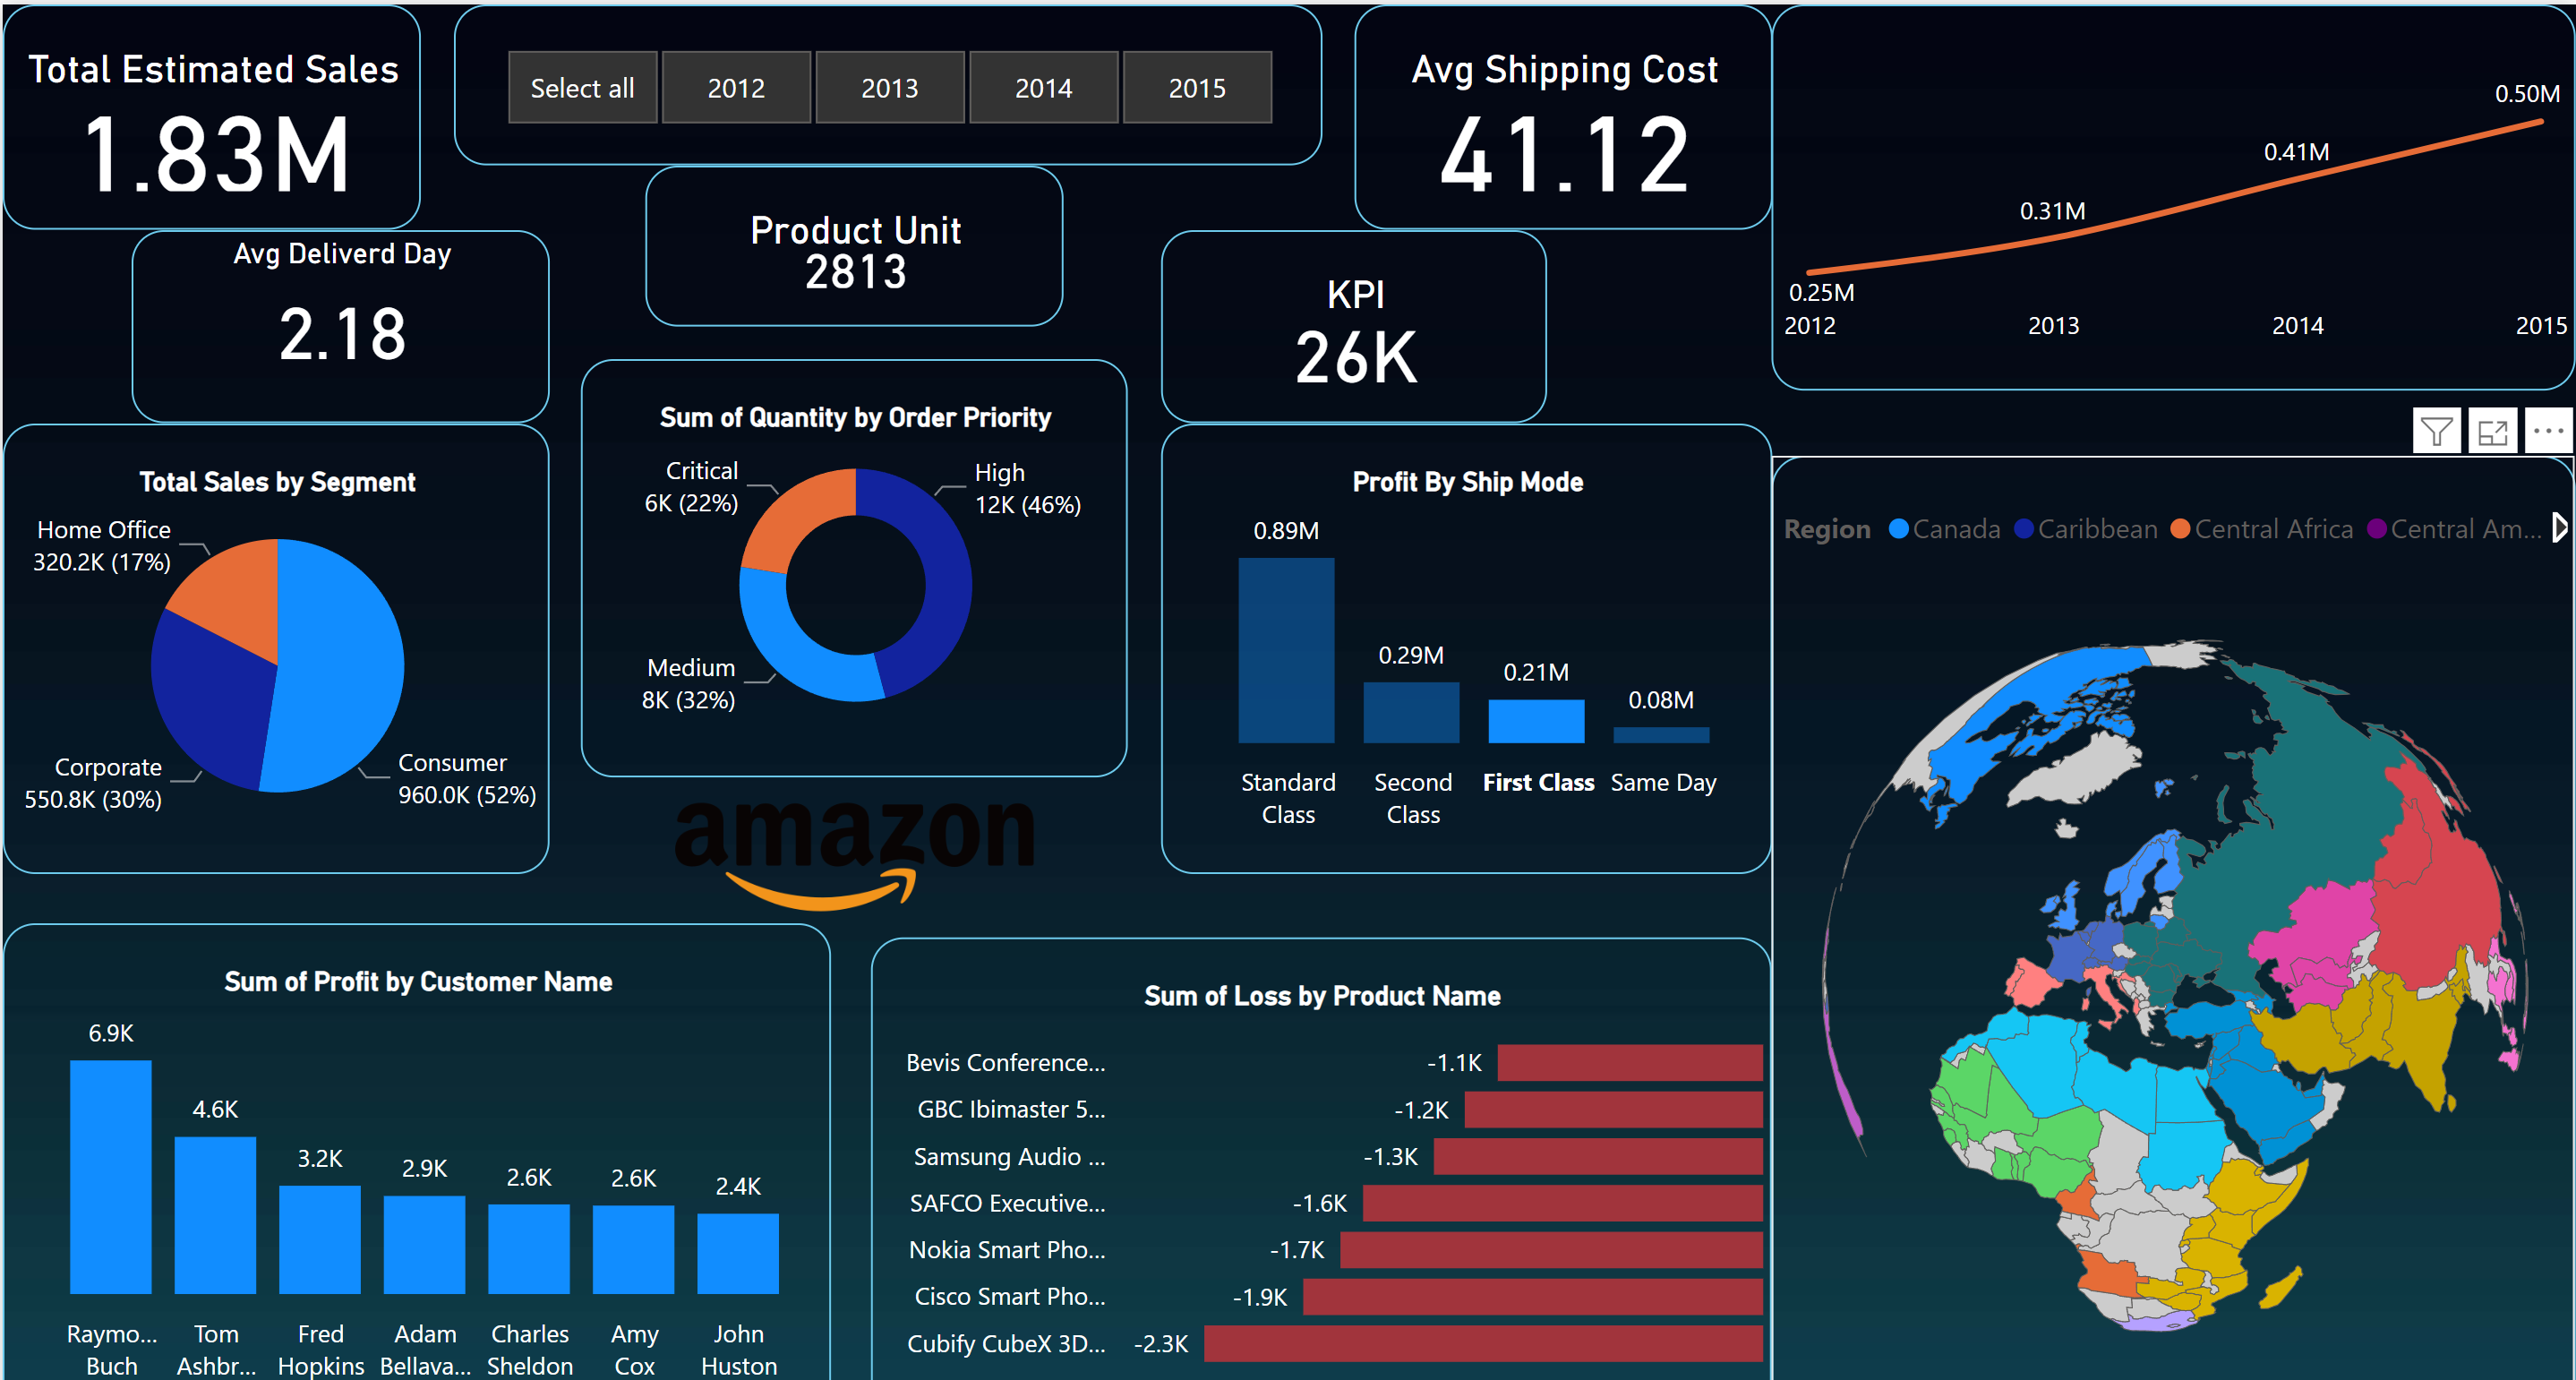 Total Estimated Sales
1.83M
Select all
2012
2013
2014
2015
Avg Shipping Cost
41.12
0.50M
0.41M
0.31M
0.25M
2012
2013
2014
2015
Avg Deliverd Day
2.18
Product Unit
2813
KPI
26K
Total Sales by Segment
Home Office
320.2K (17%)
Corporate
550.8K (30%)
Consumer
960.0K (52%)
Sum of Quantity by Order Priority
Critical
6K (22%)
High
12K (46%)
Medium
8K (32%)
Profit By Ship Mode
0.89M
0.29M
0.21M
0.08M
Standard
Class
Second
Class
First Class
Same Day
Region
Canada
Caribbean
Central Africa
Central Am...
amazon
Sum of Profit by Customer Name
6.9K
4.6K
3.2K
2.9K
2.6K
2.6K
2.4K
Raymo...
Buch
Tom
Ashbr...
Fred
Hopkins
Adam
Bellava...
Charles
Sheldon
Amy
Cox
John
Huston
Sum of Loss by Product Name
Bevis Conference... -1.1K
GBC Ibimaster 5... -1.2K
Samsung Audio ... -1.3K
SAFCO Executive... -1.6K
Nokia Smart Pho... -1.7K
Cisco Smart Pho... -1.9K
Cubify CubeX 3D... -2.3K